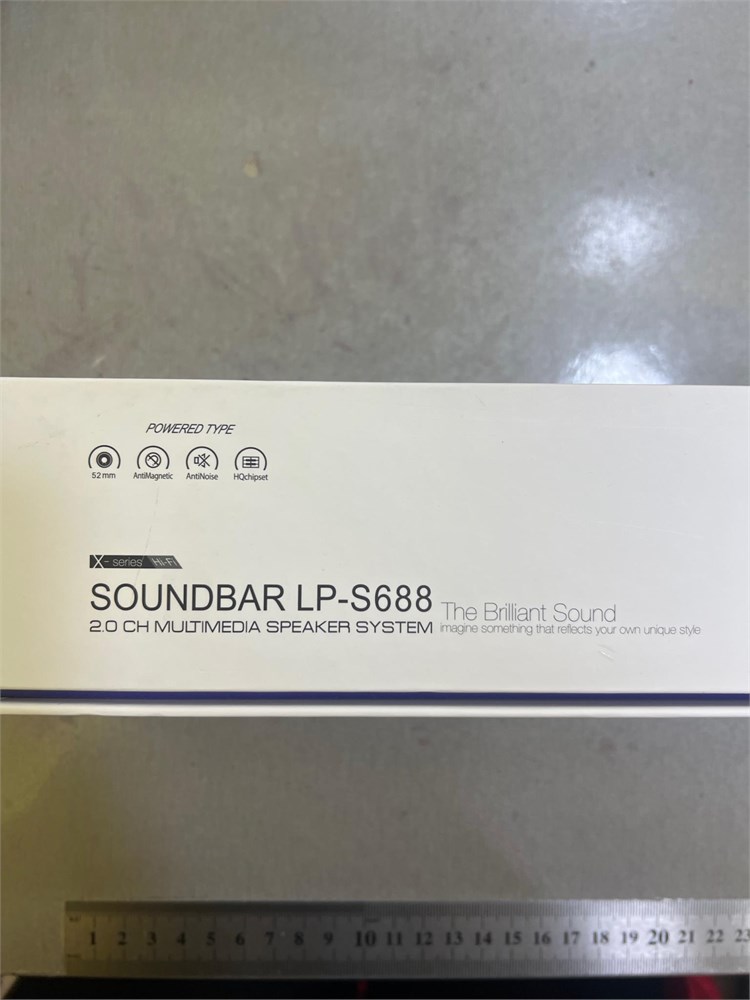 POWERED TYPE
52 mm AntiMagnetic AntiNoise HQchipset
X- series Hi-Fi
SOUNDBAR LP-S688
2.0 CH MULTIMEDIA SPEAKER SYSTEM
The Brilliant Sound
imagine something that reflects your own unique style
1 2 3 4 5 6 7 8 9 10 11 12 13 14 15 16 17 18 19 20 21 22 23